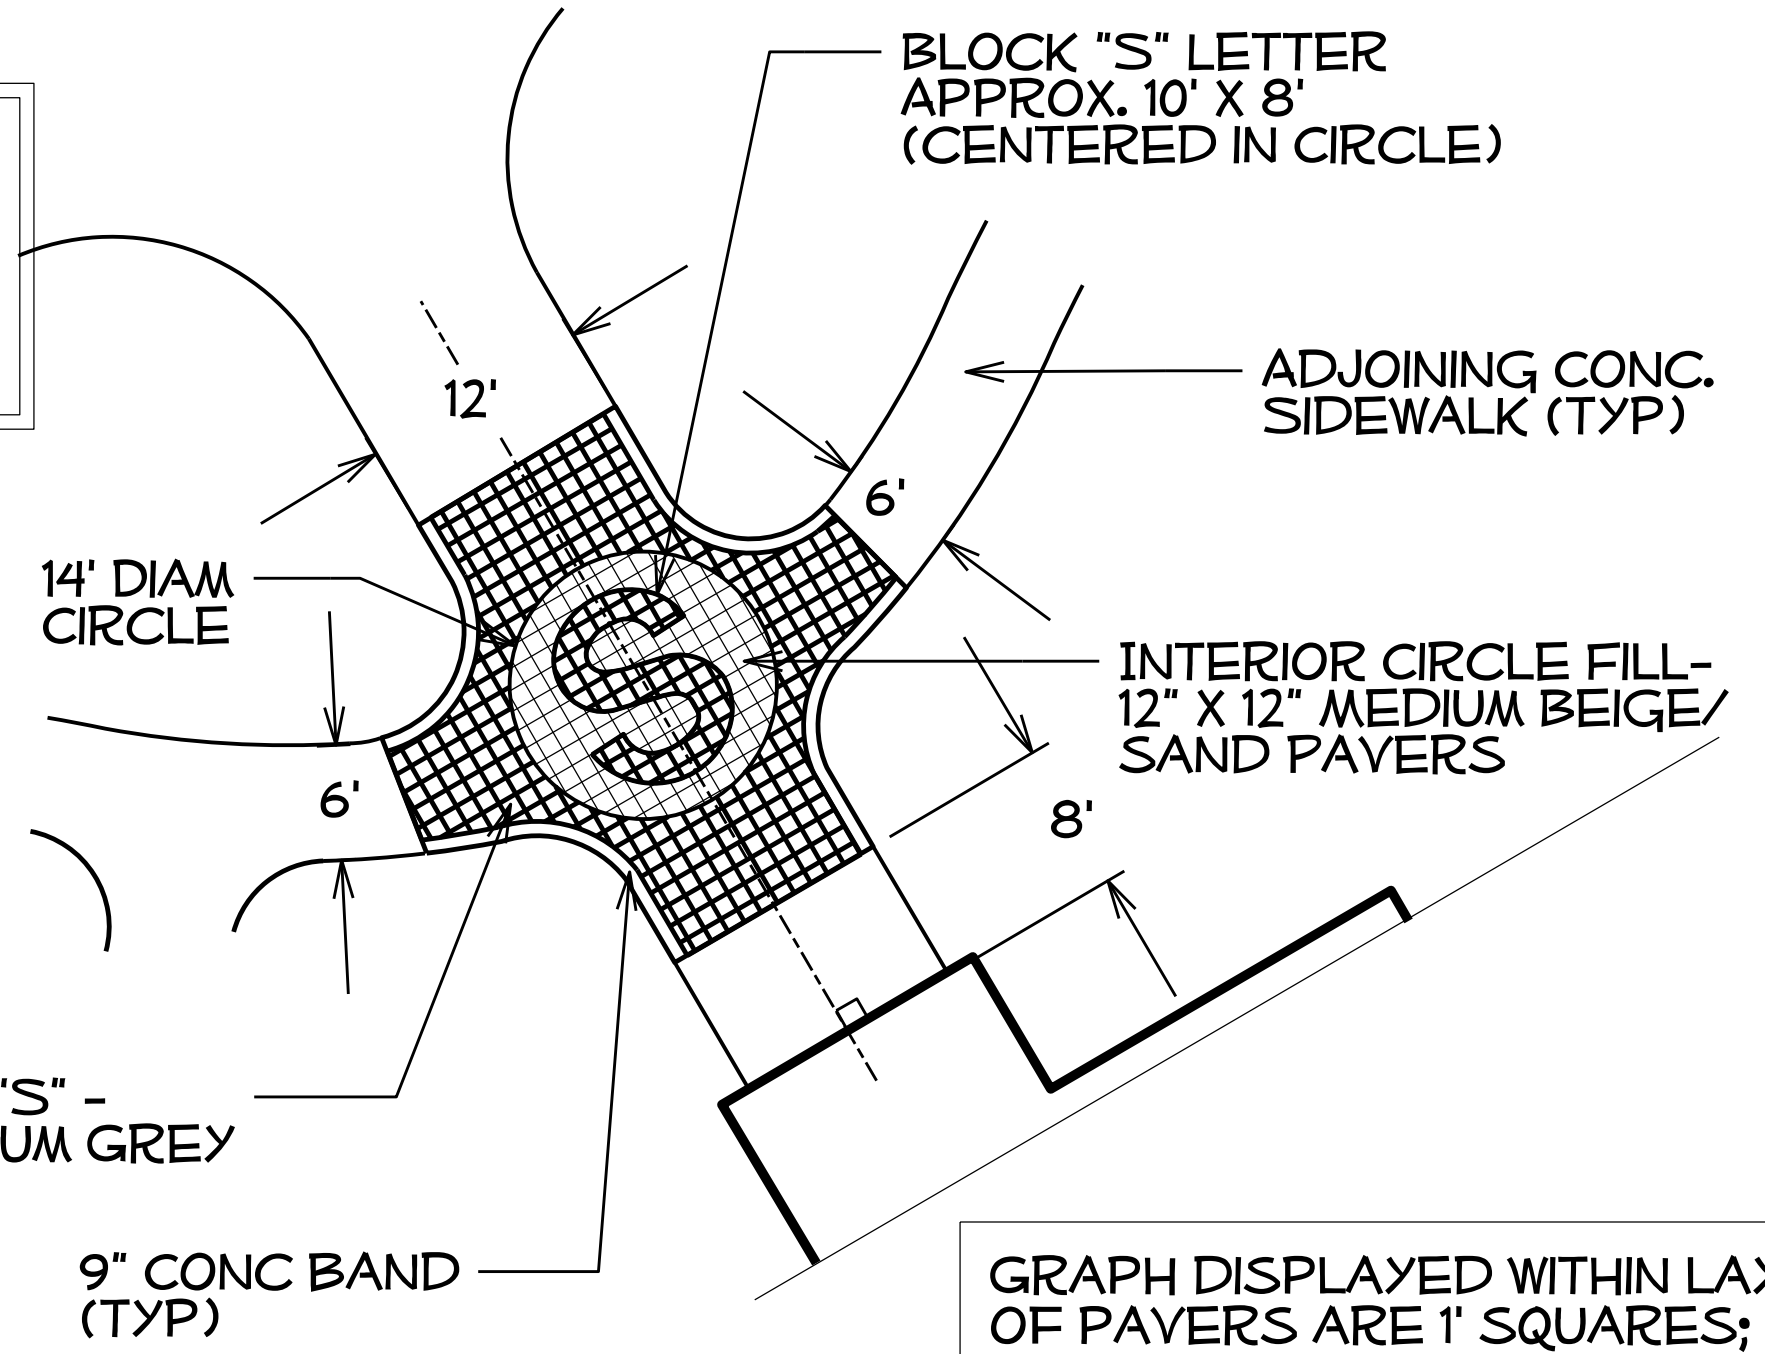 BLOCK "S" LETTER
APPROX. 10' X 8'
(CENTERED IN CIRCLE)
ADJOINING CONC.
SIDEWALK (TYP)
12'
6'
14' DIAM
CIRCLE
INTERIOR CIRCLE FILL-
12" X 12" MEDIUM BEIGE/
SAND PAVERS
S
6'
8'
"S" -
UM GREY
9" CONC BAND
(TYP)
GRAPH DISPLAYED WITHIN LAY
OF PAVERS ARE 1' SQUARES;